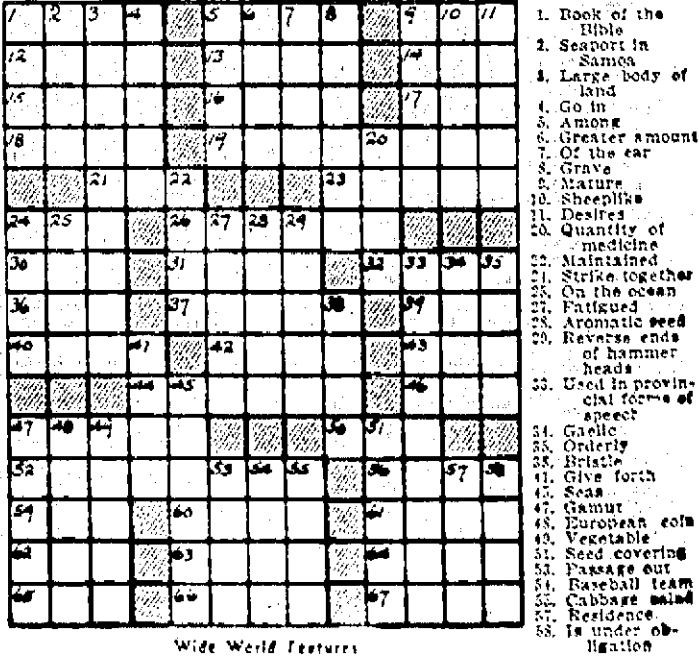 1 2 3 4 5 6 7 8 9 10 11
12 13 14
15 16 17
18 19 20
21 22 23
24 25 26 27 28 29
30 31 32 33 34 35
36 37 38 39
40 41 42 43
44 45 46
47 48 49 50 51
52 53 54 55 56 57 58
59 60 61
62 63 64
65 66 67
Wide World Features
1. Book of the
Bible
2. Seaport in
Samoa
3. Large body of
land
4. Go in
5. Among
6. Greater amount
7. Of the ear
8. Grave
9. Mature
10. Sheeplike
11. Desires
20. Quantity of
medicine
22. Maintained
24. Strike together
25. On the ocean
27. Fatigued
28. Aromatic seed
29. Reverse ends
of hammer
heads
33. Used in provin-
cial forms of
speech
34. Gaelic
35. Orderly
38. Bristle
41. Give forth
45. Seas
47. Gamut
48. European coin
49. Vegetable
51. Seed covering
53. Passage out
54. Baseball team
55. Cabbage salad
57. Residence
58. Is under ob-
ligation